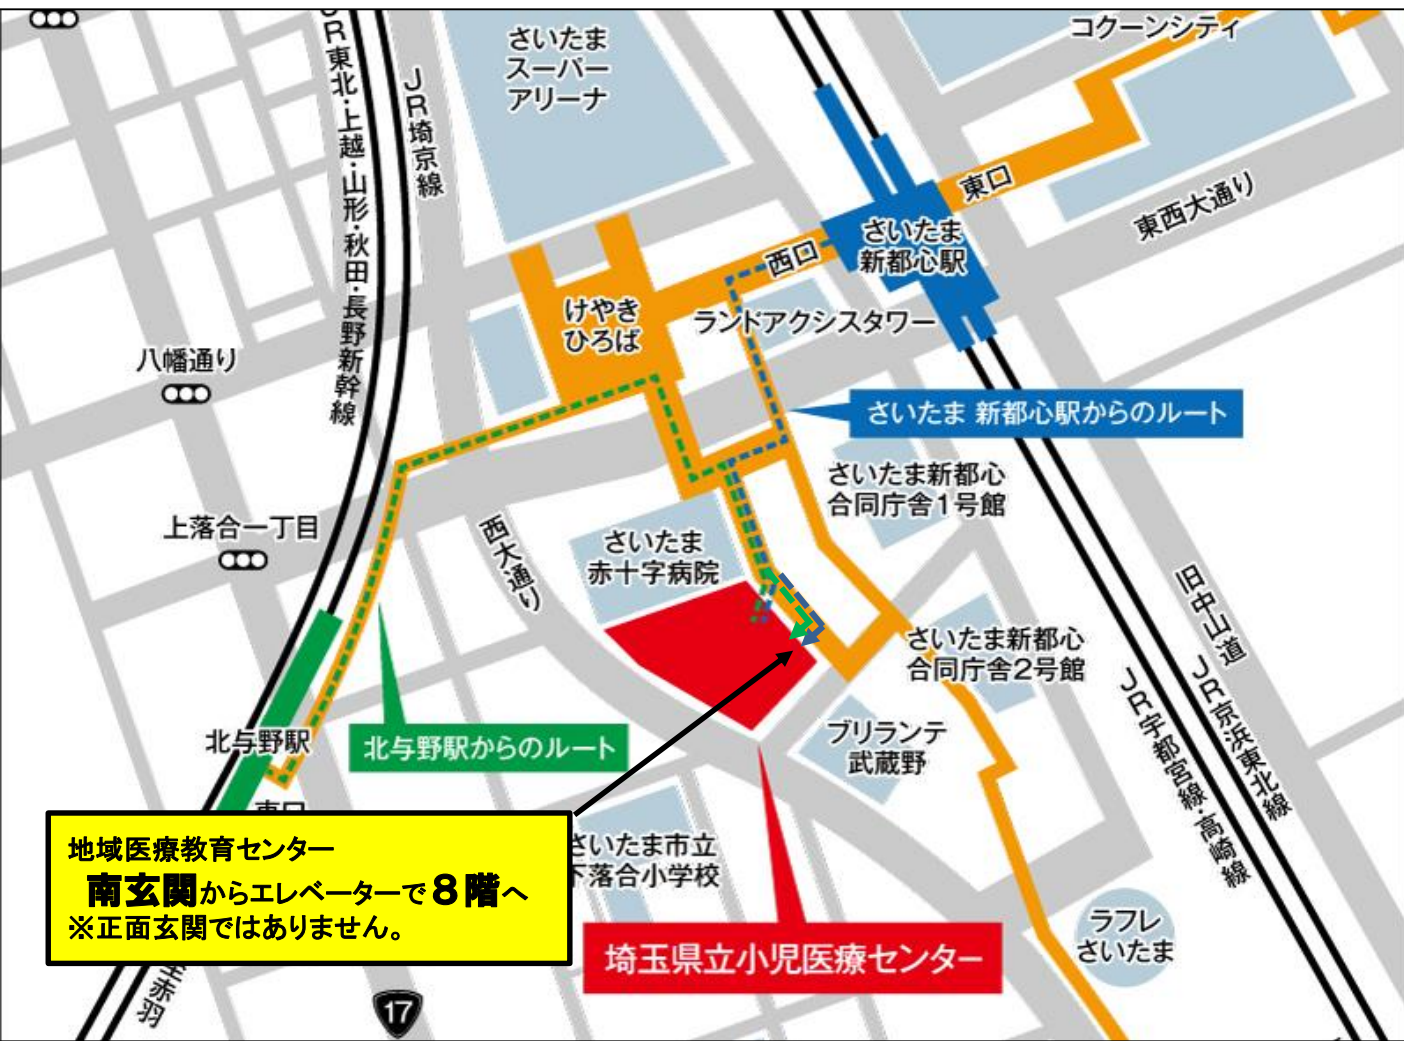 コクーンシティ
さいたま
スーパー
アリーナ
JR東北・上越・山形・秋田・長野新幹線
JR埼京線
東口
さいたま
新都心駅
東西大通り
西口
けやき
ひろば
ランドアクシスタワー
八幡通り
さいたま 新都心駅からのルート
さいたま新都心
合同庁舎1号館
上落合一丁目
西大通り
さいたま
赤十字病院
旧中山道
さいたま新都心
合同庁舎2号館
JR京浜東北線
JR宇都宮線・高崎線
北与野駅
北与野駅からのルート
ブリランテ
武蔵野
東口
地域医療教育センター
南玄関からエレベーターで8階へ
※正面玄関ではありません。
さいたま市立
下落合小学校
ラフレ
さいたま
埼玉県立小児医療センター
至赤羽
17